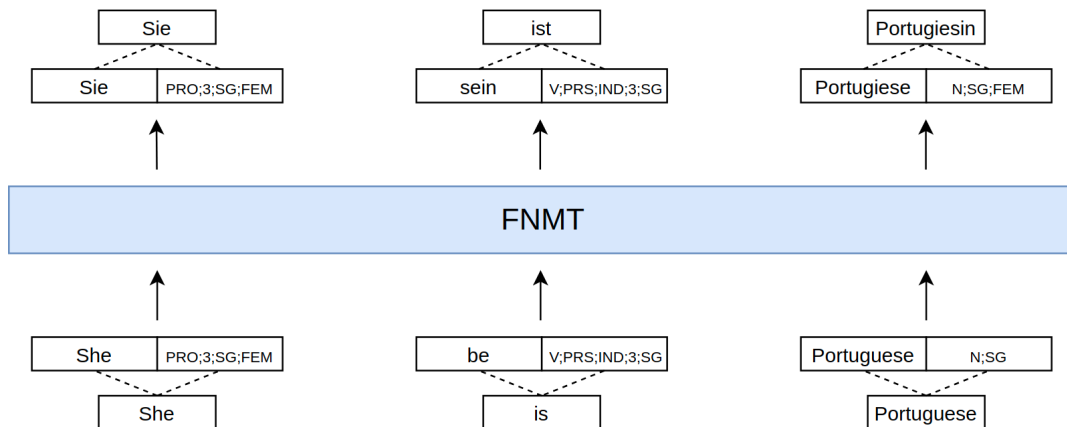 Sie ist Portugiesin
Sie PRO;3;SG;FEM sein V;PRS;IND;3;SG Portugiese N;SG;FEM
FNMT
She PRO;3;SG;FEM be V;PRS;IND;3;SG Portuguese N;SG
She is Portuguese